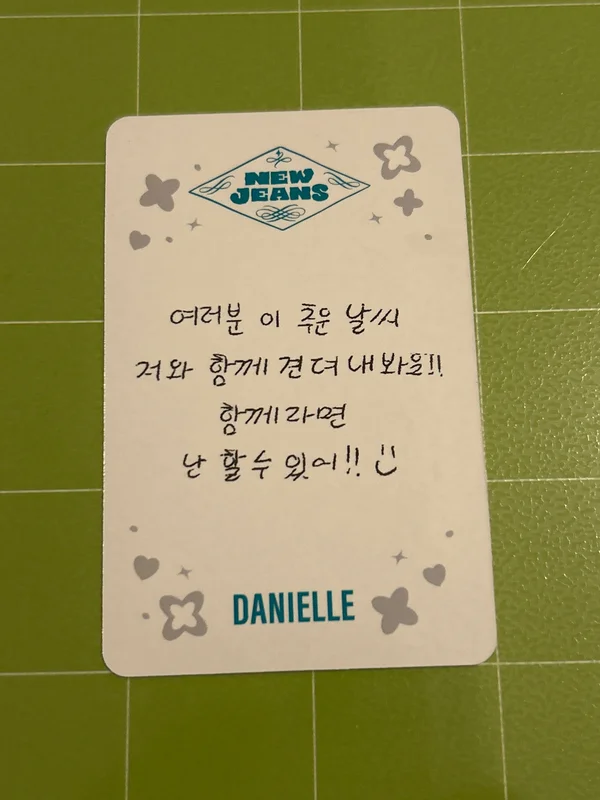 NEW
JEANS
여러분 이 추운 날씨
저와 함께 견뎌내봐요!!
함께라면
난 할수 있어!! :)
DANIELLE